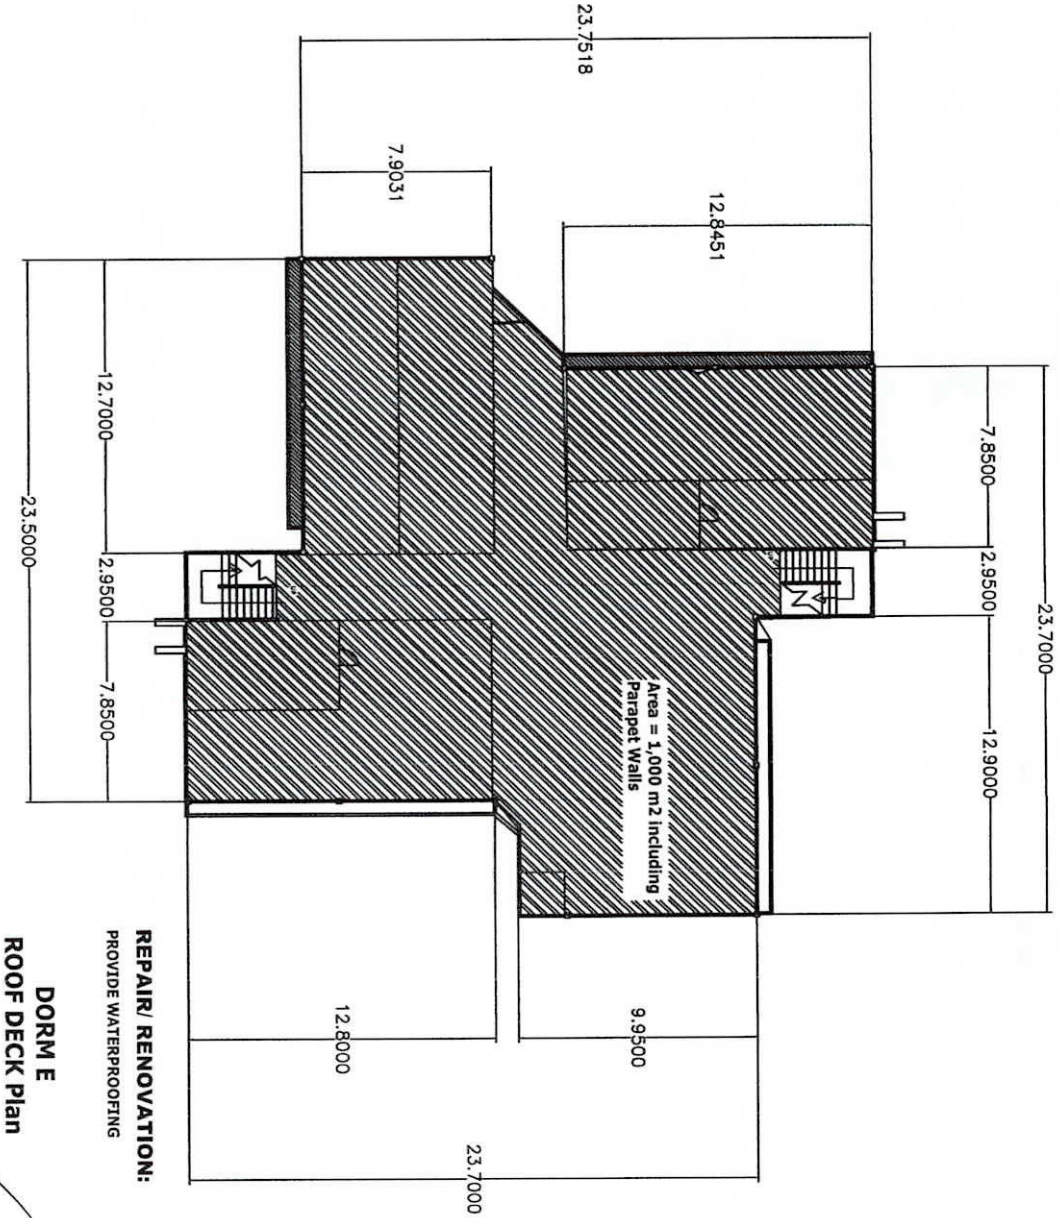 23.7000
7.8500
2.9500
12.9000
23.7518
7.9031
12.8451
Area = 1,000 m2 including
Parapet Walls
9.9500
12.8000
23.7000
12.7000
2.9500
7.8500
23.5000
REPAIR/ RENOVATION:
PROVIDE WATERPROOFING
DORM E
ROOF DECK Plan